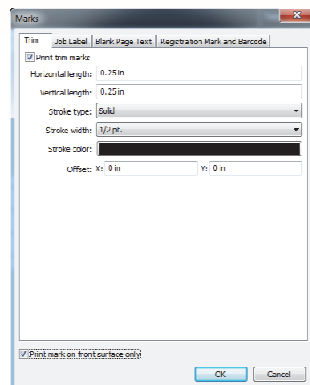 Marks
Trim Job Label Blank Page Text Registration Mark and Barcode
Print trim marks
Horizontal length: 0.25 in
Vertical length: 0.25 in
Stroke type: Solid
Stroke width: 1/2 pt.
Stroke color:
Offset: X: 0 in Y: 0 in
Print mark on front surface only
OK Cancel